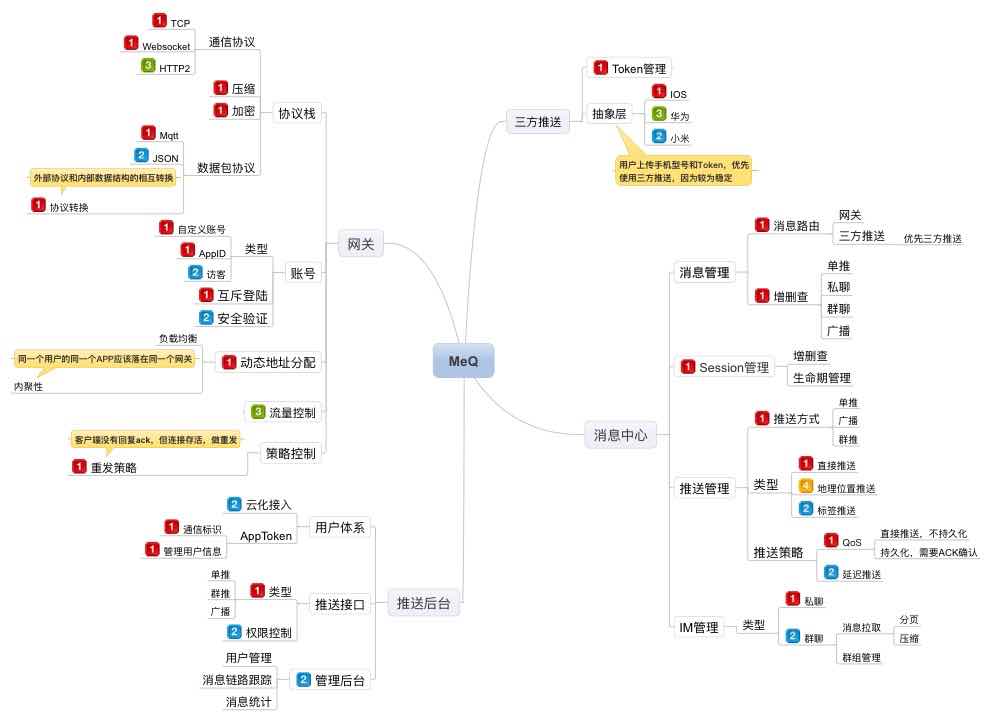 MeQ
网关
协议栈
通信协议
1 TCP
1 Websocket
3 HTTP2
1 压缩
1 加密
数据包协议
1 Mqtt
2 JSON
外部协议和内部数据结构的相互转换
1 协议转换
账号
类型
1 自定义账号
1 AppID
2 访客
1 互斥登陆
2 安全验证
1 动态地址分配
负载均衡
同一个用户的同一个APP应该落在同一个网关
内聚性
3 流量控制
策略控制
客户端没有回复ack，但连接存活，做重发
1 重发策略
推送后台
用户体系
2 云化接入
AppToken
1 通信标识
1 管理用户信息
推送接口
1 类型
单推
群推
广播
2 权限控制
2 管理后台
用户管理
消息链路跟踪
消息统计
三方推送
1 Token管理
抽象层
1 IOS
3 华为
2 小米
用户上传手机型号和Token，优先
使用三方推送，因为较为稳定
消息中心
消息管理
1 消息路由
网关
三方推送
优先三方推送
1 增删查
单推
私聊
群聊
广播
1 Session管理
增删查
生命期管理
推送管理
1 推送方式
单推
广播
群推
类型
1 直接推送
4 地理位置推送
2 标签推送
推送策略
1 QoS
直接推送，不持久化
持久化，需要ACK确认
2 延迟推送
IM管理
类型
1 私聊
2 群聊
消息拉取
分页
压缩
群组管理